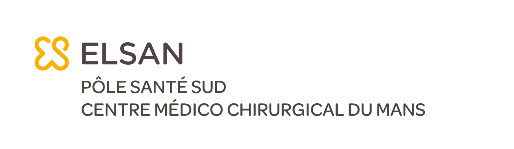 ELSAN
PÔLE SANTÉ SUD
CENTRE MÉDICO CHIRURGICAL DU MANS